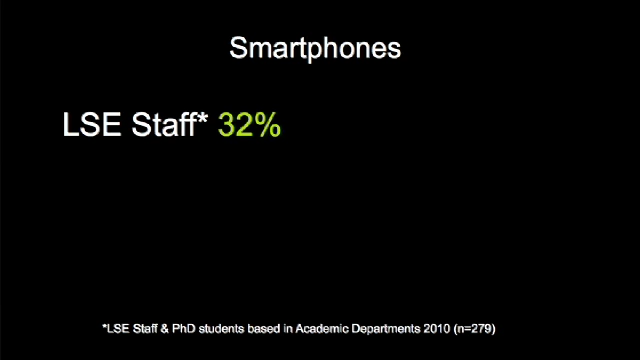 Smartphones
LSE Staff* 32%
*LSE Staff & PhD students based in Academic Departments 2010 (n=279)